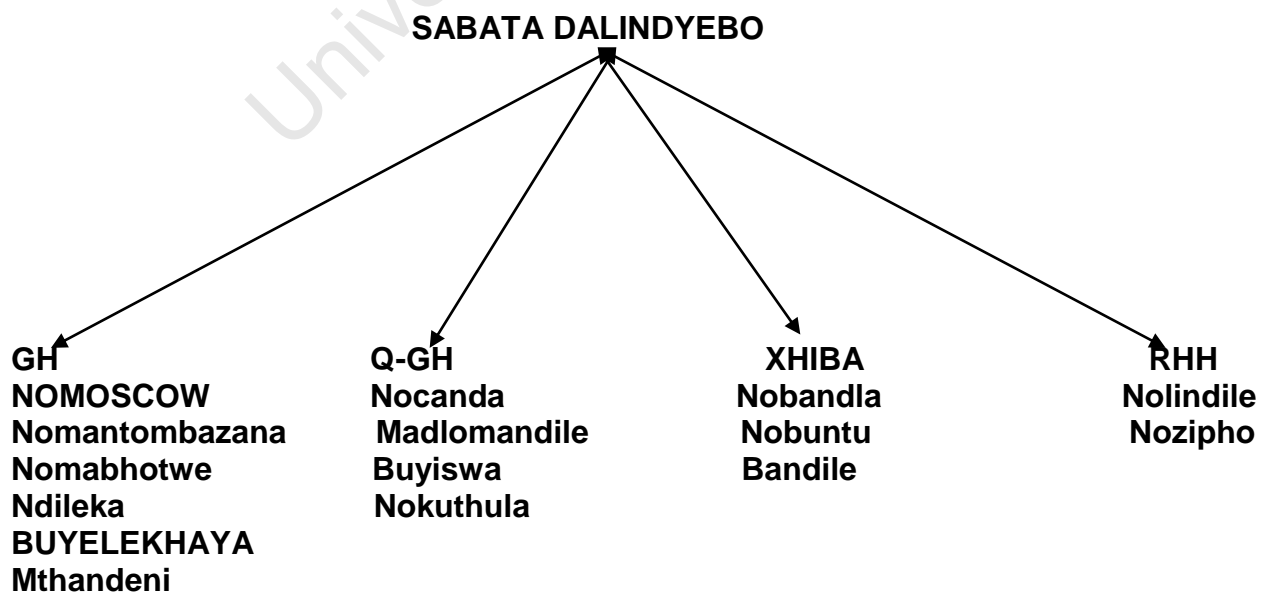 SABATA DALINDYEBO
GH Q-GH XHIBA RHH
NOMOSCOW Nocanda Nobandla Nolindile
Nomantombazana Madlomandile Nobuntu Nozipho
Nomabhotwe Buyiswa Bandile
Ndileka Nokuthula
BUYELEKHAYA
Mthandeni